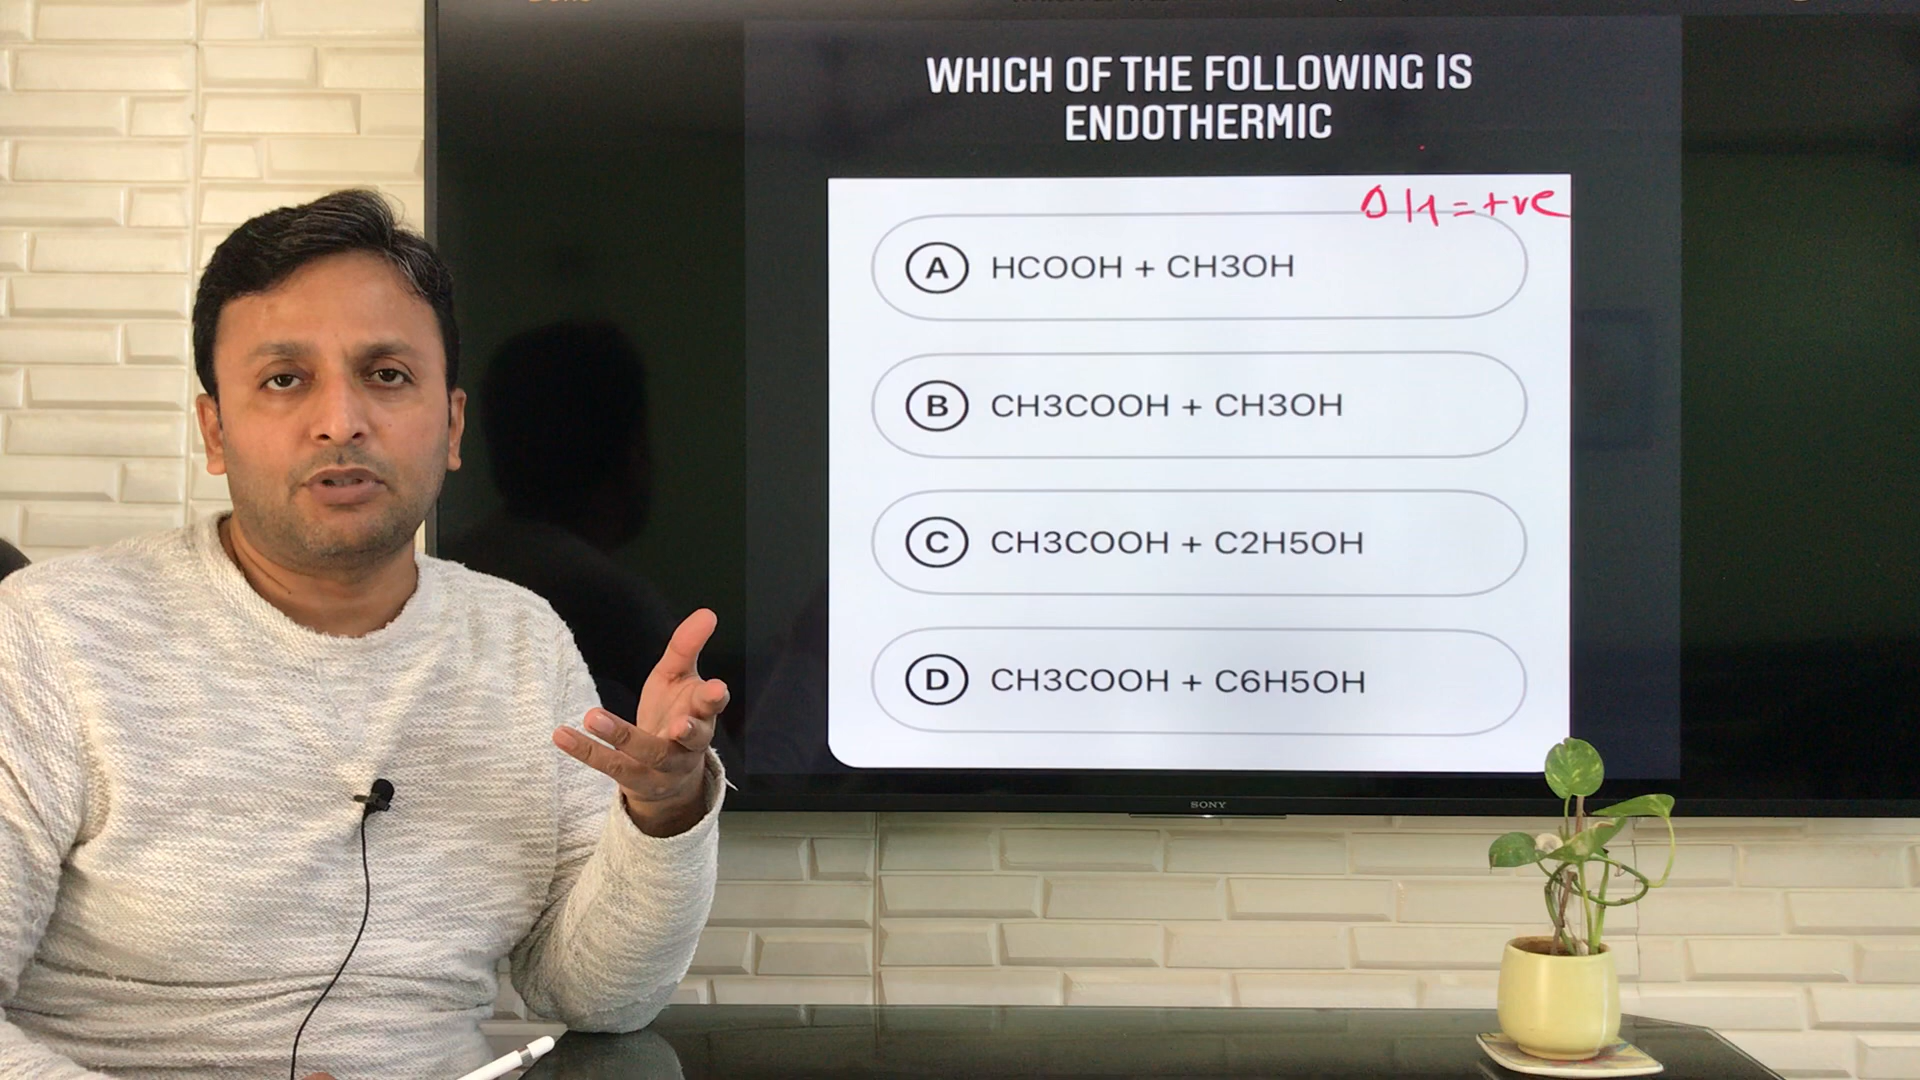 WHICH OF THE FOLLOWING IS
ENDOTHERMIC
ΔH=+ve
A HCOOH + CH3OH
B CH3COOH + CH3OH
C CH3COOH + C2H5OH
D CH3COOH + C6H5OH
SONY